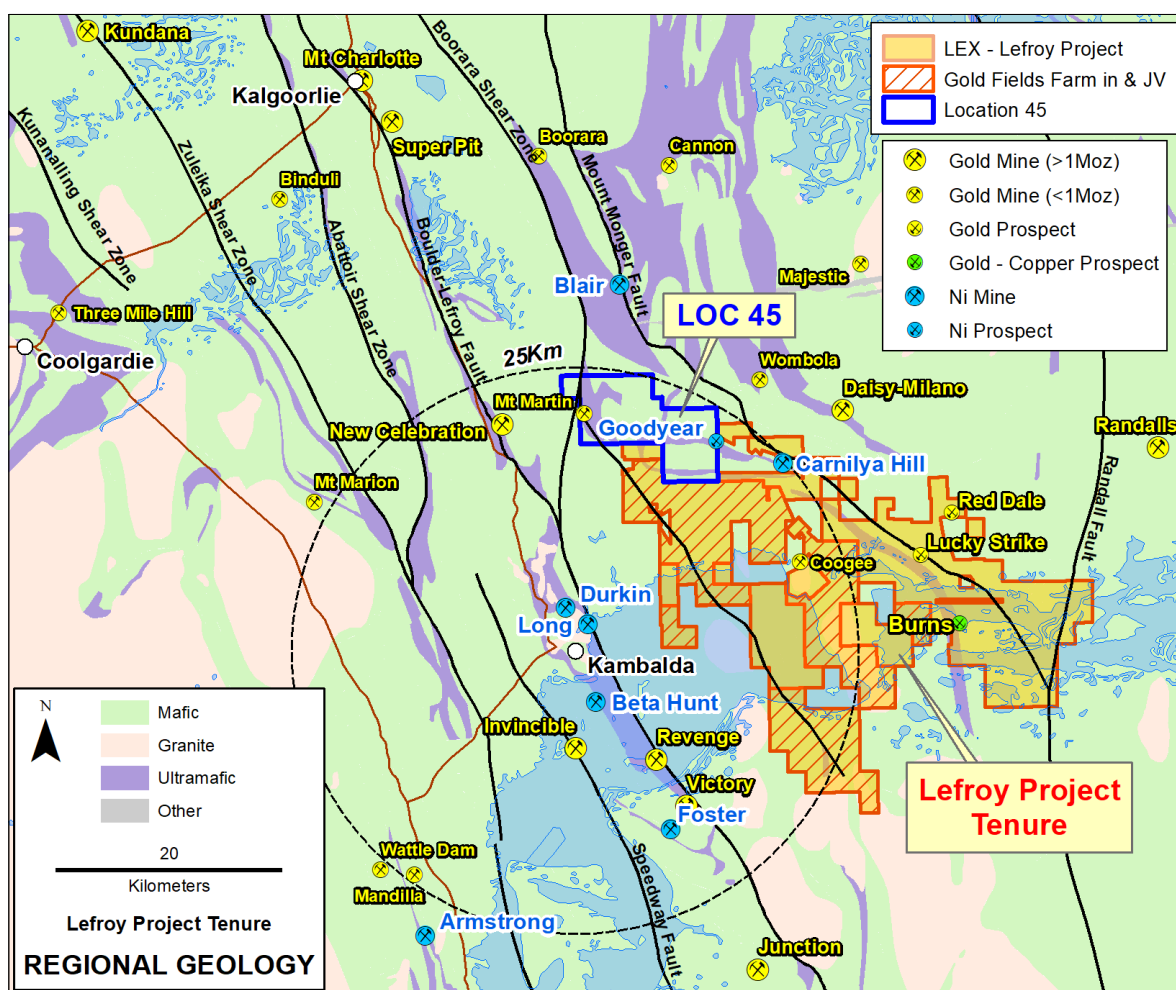 Kundana
Mt Charlotte
Kalgoorlie
Super Pit
Boorara Shear Zone
Boorara
Cannon
Kunanalling Shear Zone
Zuleika Shear Zone
Binduli
Abattoir Shear Zone
Boulder-Lefroy Fault
Mount Monger Fault
Blair
Majestic
Three Mile Hill
Coolgardie
LOC 45
25Km
Wombola
Daisy-Milano
Mt Martin
New Celebration
Goodyear
Carnilya Hill
Randalls
Randall Fault
Mt Marion
Red Dale
Lucky Strike
Coogee
Durkin
Long
Burns
Kambalda
Beta Hunt
Invincible
Revenge
Victory
Foster
Lefroy Project
Tenure
Speedway Fault
Wattle Dam
Mandilla
Armstrong
Junction
LEX - Lefroy Project
Gold Fields Farm in & JV
Location 45
Gold Mine (>1Moz)
Gold Mine (<1Moz)
Gold Prospect
Gold - Copper Prospect
Ni Mine
Ni Prospect
N
Mafic
Granite
Ultramafic
Other
20
Kilometers
Lefroy Project Tenure
REGIONAL GEOLOGY